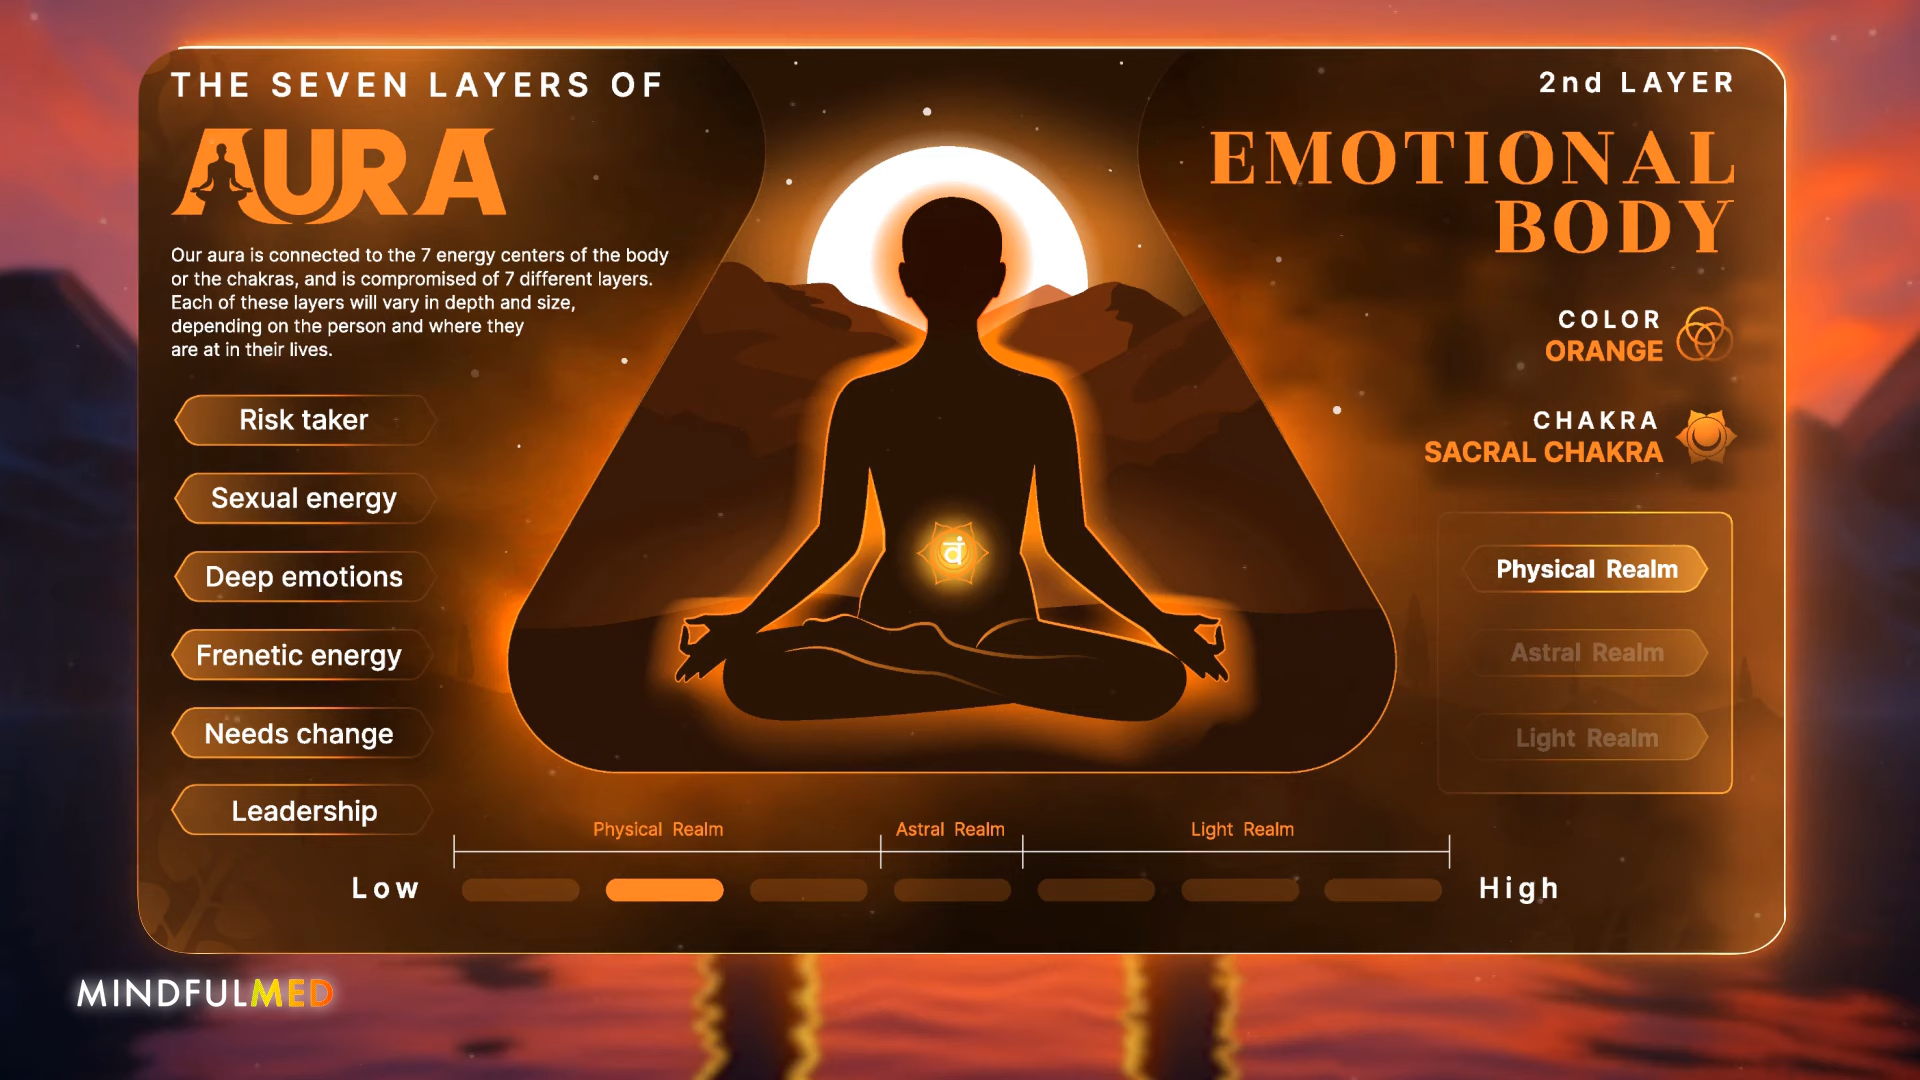 THE SEVEN LAYERS OF
AURA
Our aura is connected to the 7 energy centers of the body
or the chakras, and is compromised of 7 different layers.
Each of these layers will vary in depth and size,
depending on the person and where they
are at in their lives.
Risk taker
Sexual energy
Deep emotions
Frenetic energy
Needs change
Leadership
वं
2nd LAYER
EMOTIONAL
BODY
COLOR
ORANGE
CHAKRA
SACRAL CHAKRA
Physical Realm
Astral Realm
Light Realm
Physical Realm Astral Realm Light Realm
Low High
MINDFULMED